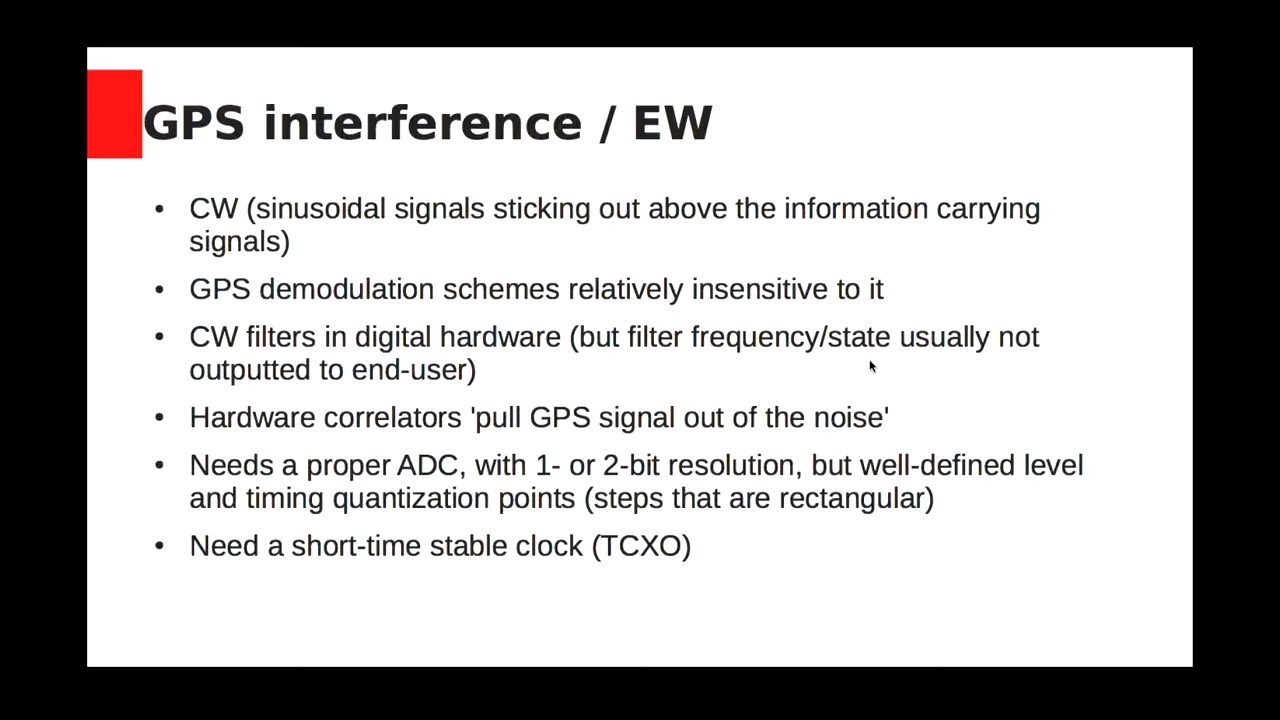 GPS interference / EW
• CW (sinusoidal signals sticking out above the information carrying
signals)
• GPS demodulation schemes relatively insensitive to it
• CW filters in digital hardware (but filter frequency/state usually not
outputted to end-user)
• Hardware correlators 'pull GPS signal out of the noise'
• Needs a proper ADC, with 1- or 2-bit resolution, but well-defined level
and timing quantization points (steps that are rectangular)
• Need a short-time stable clock (TCXO)